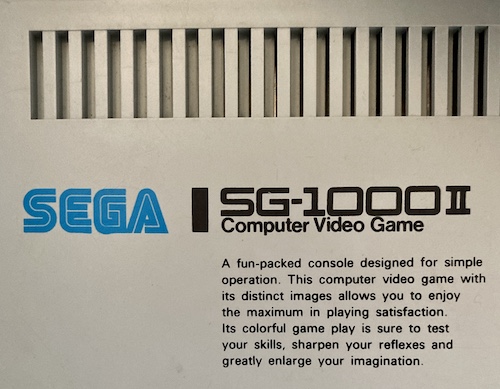 SEGA
SG-1000II
Computer Video Game
A fun-packed console designed for simple
operation. This computer video game with
its distinct images allows you to enjoy
the maximum in playing satisfaction.
Its colorful game play is sure to test
your skills, sharpen your reflexes and
greatly enlarge your imagination.